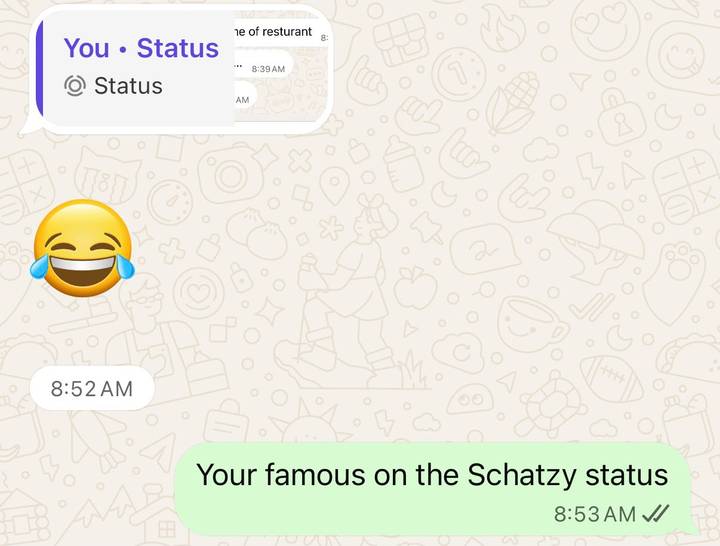 You • Status
Status
of resturant
8:39 AM
AM
😂
8:52 AM
Your famous on the Schatzy status
8:53 AM